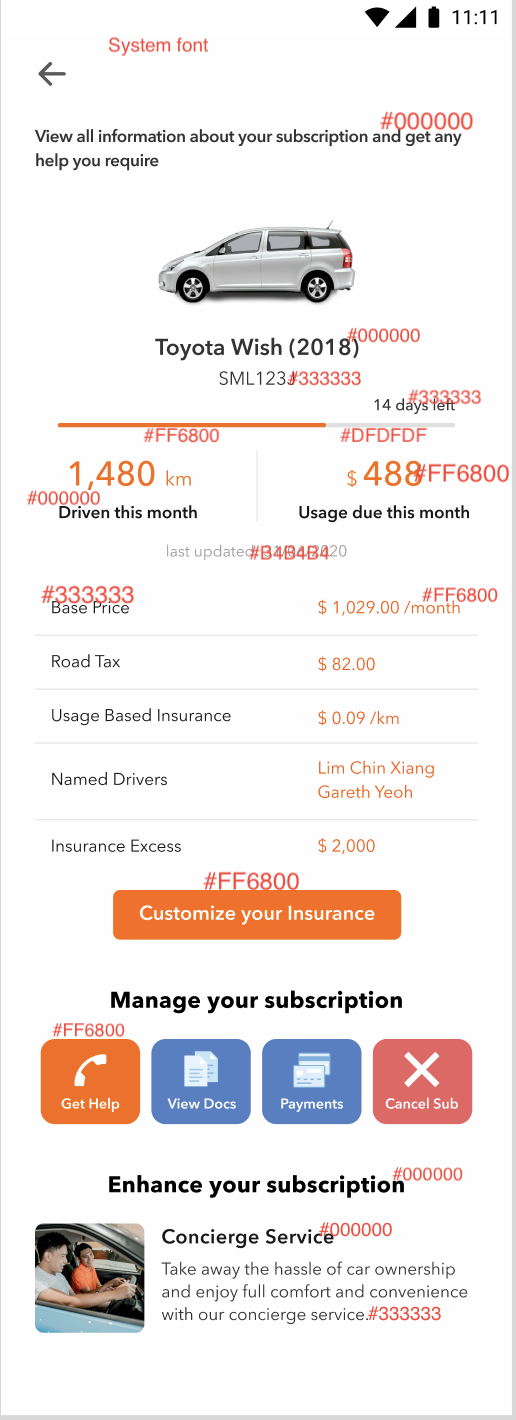 11:11
System font
#000000
View all information about your subscription and get any
help you require
#000000
Toyota Wish (2018)
SML123J
#333333
#333333
14 days left
#FF6800
#DFDFDF
1,480 km
$ 488
#FF6800
#000000
Driven this month
Usage due this month
last updated 2020
#B4B4B4
#333333
#FF6800
Base Price
$ 1,029.00 /month
Road Tax
$ 82.00
Usage Based Insurance
$ 0.09 /km
Named Drivers
Lim Chin Xiang
Gareth Yeoh
Insurance Excess
$ 2,000
#FF6800
Customize your Insurance
Manage your subscription
#FF6800
Get Help
View Docs
Payments
Cancel Sub
#000000
Enhance your subscription
Concierge Service
#000000
Take away the hassle of car ownership
and enjoy full comfort and convenience
with our concierge service.
#333333